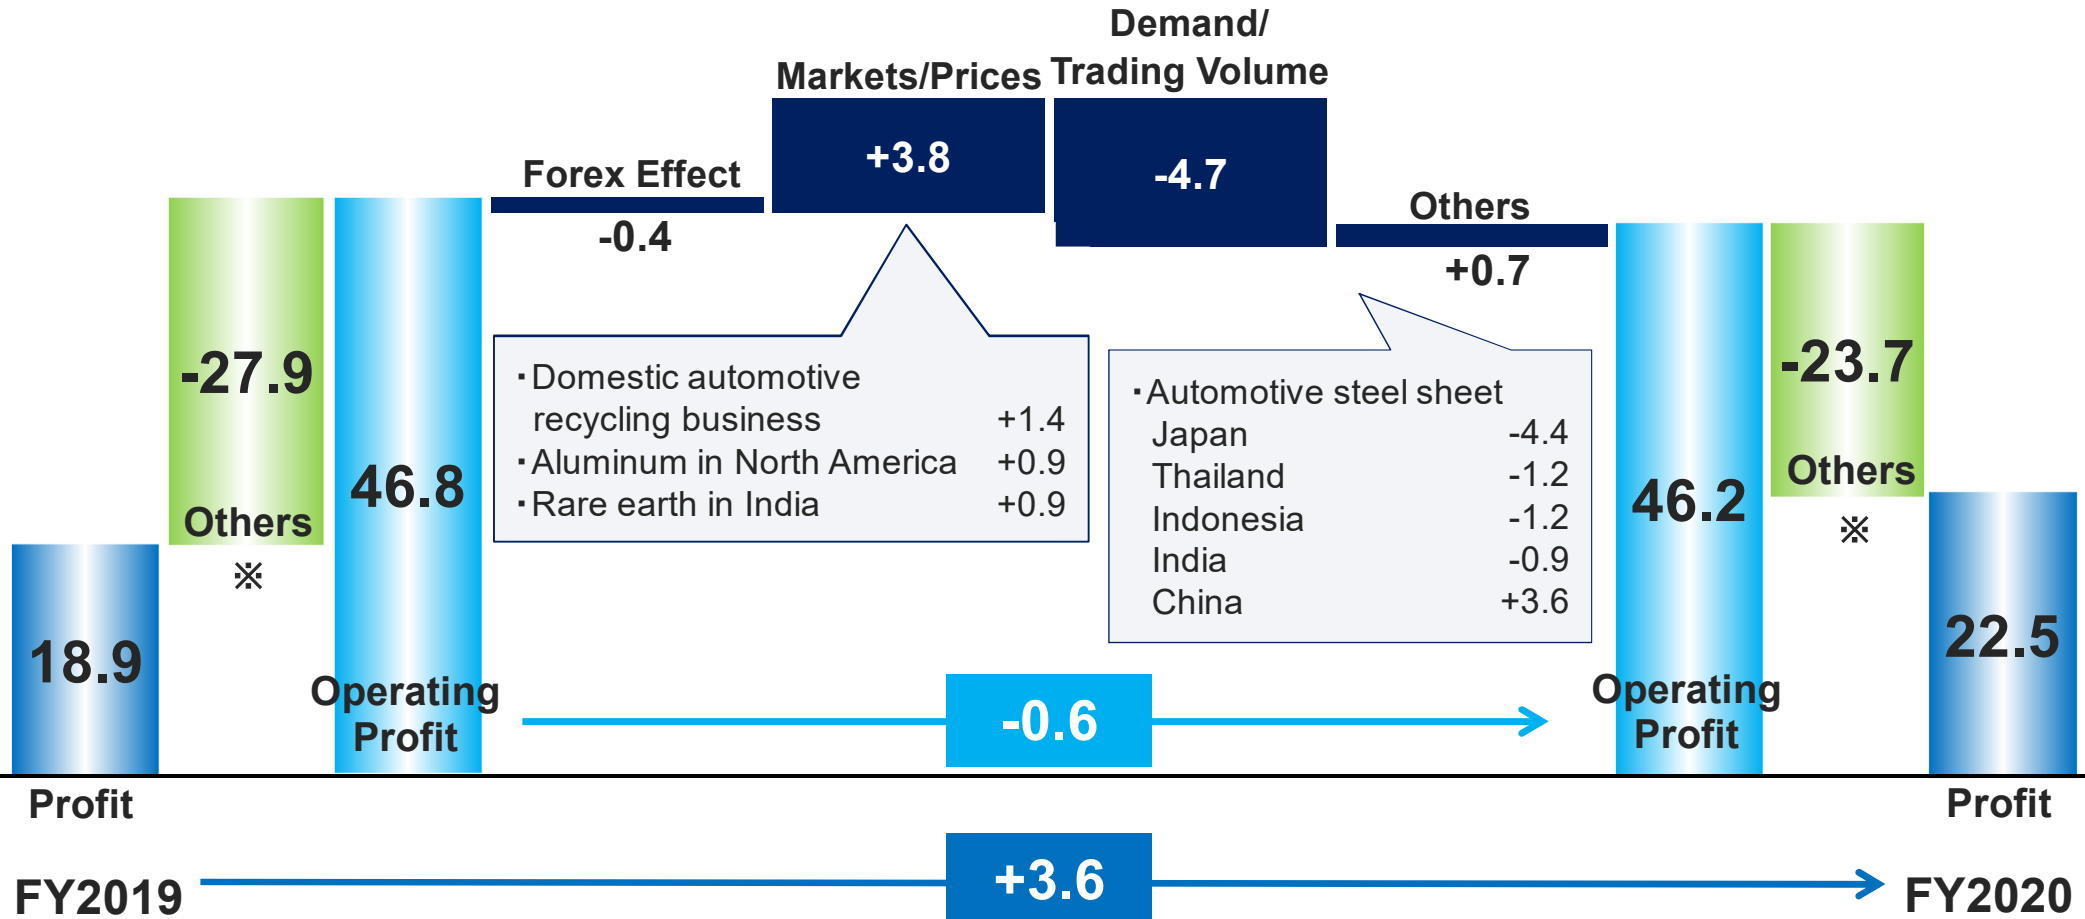 Demand/
Trading Volume
Markets/Prices
+3.8
-4.7
Forex Effect
-0.4
Others
+0.7
-27.9
Others
※
46.8
Operating
Profit
18.9
Profit
・Domestic automotive
recycling business +1.4
・Aluminum in North America +0.9
・Rare earth in India +0.9
・Automotive steel sheet
Japan -4.4
Thailand -1.2
Indonesia -1.2
India -0.9
China +3.6
46.2
Operating
Profit
-23.7
Others
※
22.5
Profit
-0.6
FY2019
+3.6
FY2020